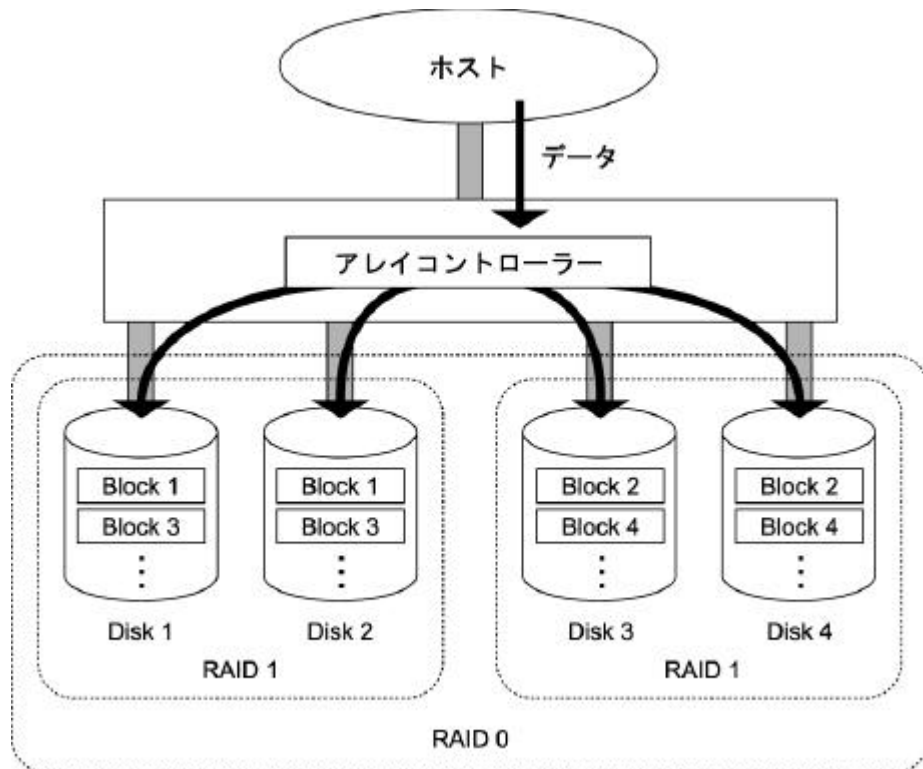 ホスト
データ
アレイコントローラー
Block 1
Block 3
Disk 1
Block 1
Block 3
Disk 2
RAID 1
Block 2
Block 4
Disk 3
Block 2
Block 4
Disk 4
RAID 1
RAID 0